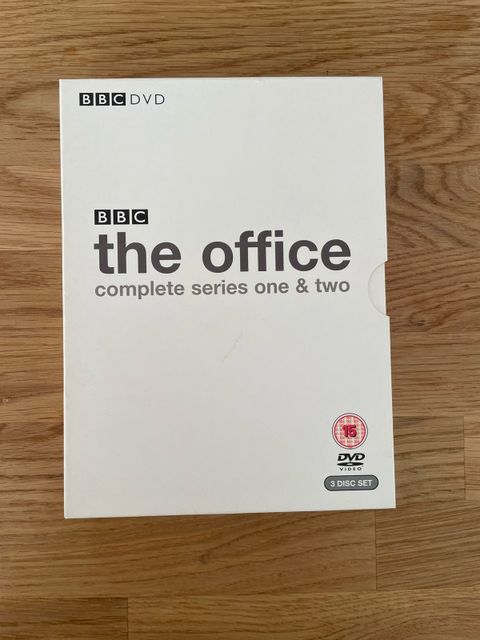 BBC DVD
BBC
the office
complete series one & two
15
DVD
VIDEO
3 DISC SET